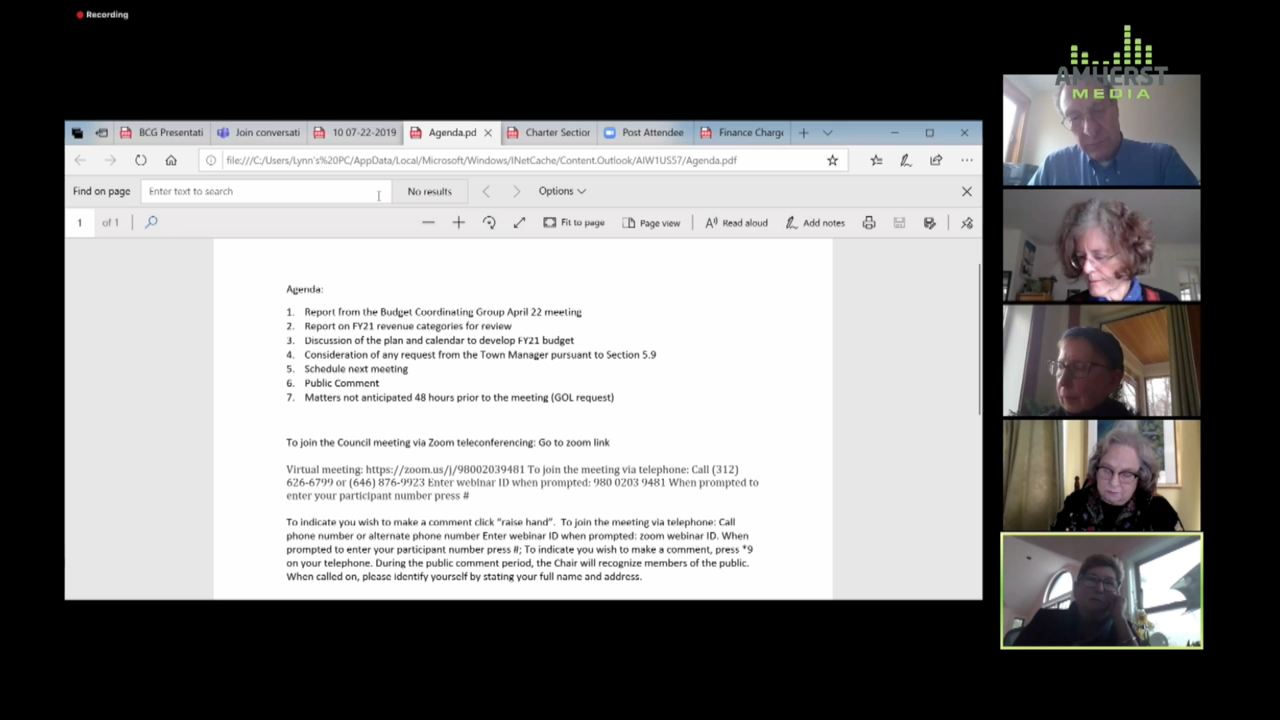 Recording
AMHERST
MEDIA
BCG Presentati
Join conversati
10 07-22-2019
Agenda.pd
Charter Section
Post Attendee
Finance Charge
file:///C:/Users/Lynn's%20PC/AppData/Local/Microsoft/Windows/INetCache/Content.Outlook/AIW1US57/Agenda.pdf
Find on page
Enter text to search
No results
Options
1
of 1
Fit to page
Page view
Read aloud
Add notes
Agenda:
1. Report from the Budget Coordinating Group April 22 meeting
2. Report on FY21 revenue categories for review
3. Discussion of the plan and calendar to develop FY21 budget
4. Consideration of any request from the Town Manager pursuant to Section 5.9
5. Schedule next meeting
6. Public Comment
7. Matters not anticipated 48 hours prior to the meeting (GOL request)
To join the Council meeting via Zoom teleconferencing: Go to zoom link
Virtual meeting: https://zoom.us/j/98002039481 To join the meeting via telephone: Call (312)
626-6799 or (646) 876-9923 Enter webinar ID when prompted: 980 0203 9481 When prompted to
enter your participant number press #
To indicate you wish to make a comment click "raise hand". To join the meeting via telephone: Call
phone number or alternate phone number Enter webinar ID when prompted: zoom webinar ID. When
prompted to enter your participant number press #; To indicate you wish to make a comment, press *9
on your telephone. During the public comment period, the Chair will recognize members of the public.
When called on, please identify yourself by stating your full name and address.